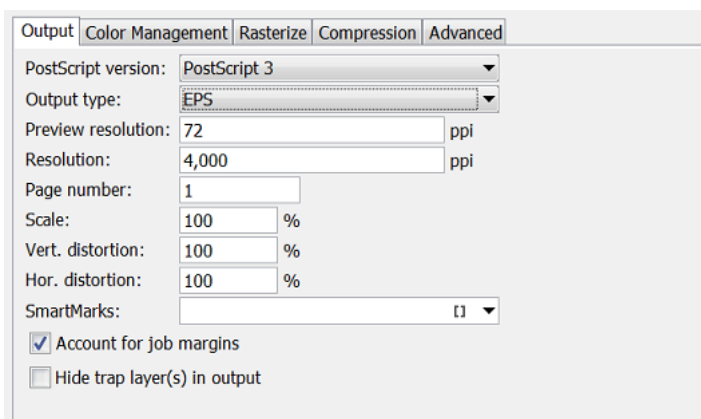 Output Color Management Rasterize Compression Advanced
PostScript version: PostScript 3
Output type: EPS
Preview resolution: 72 ppi
Resolution: 4,000 ppi
Page number: 1
Scale: 100 %
Vert. distortion: 100 %
Hor. distortion: 100 %
SmartMarks: []
Account for job margins
Hide trap layer(s) in output